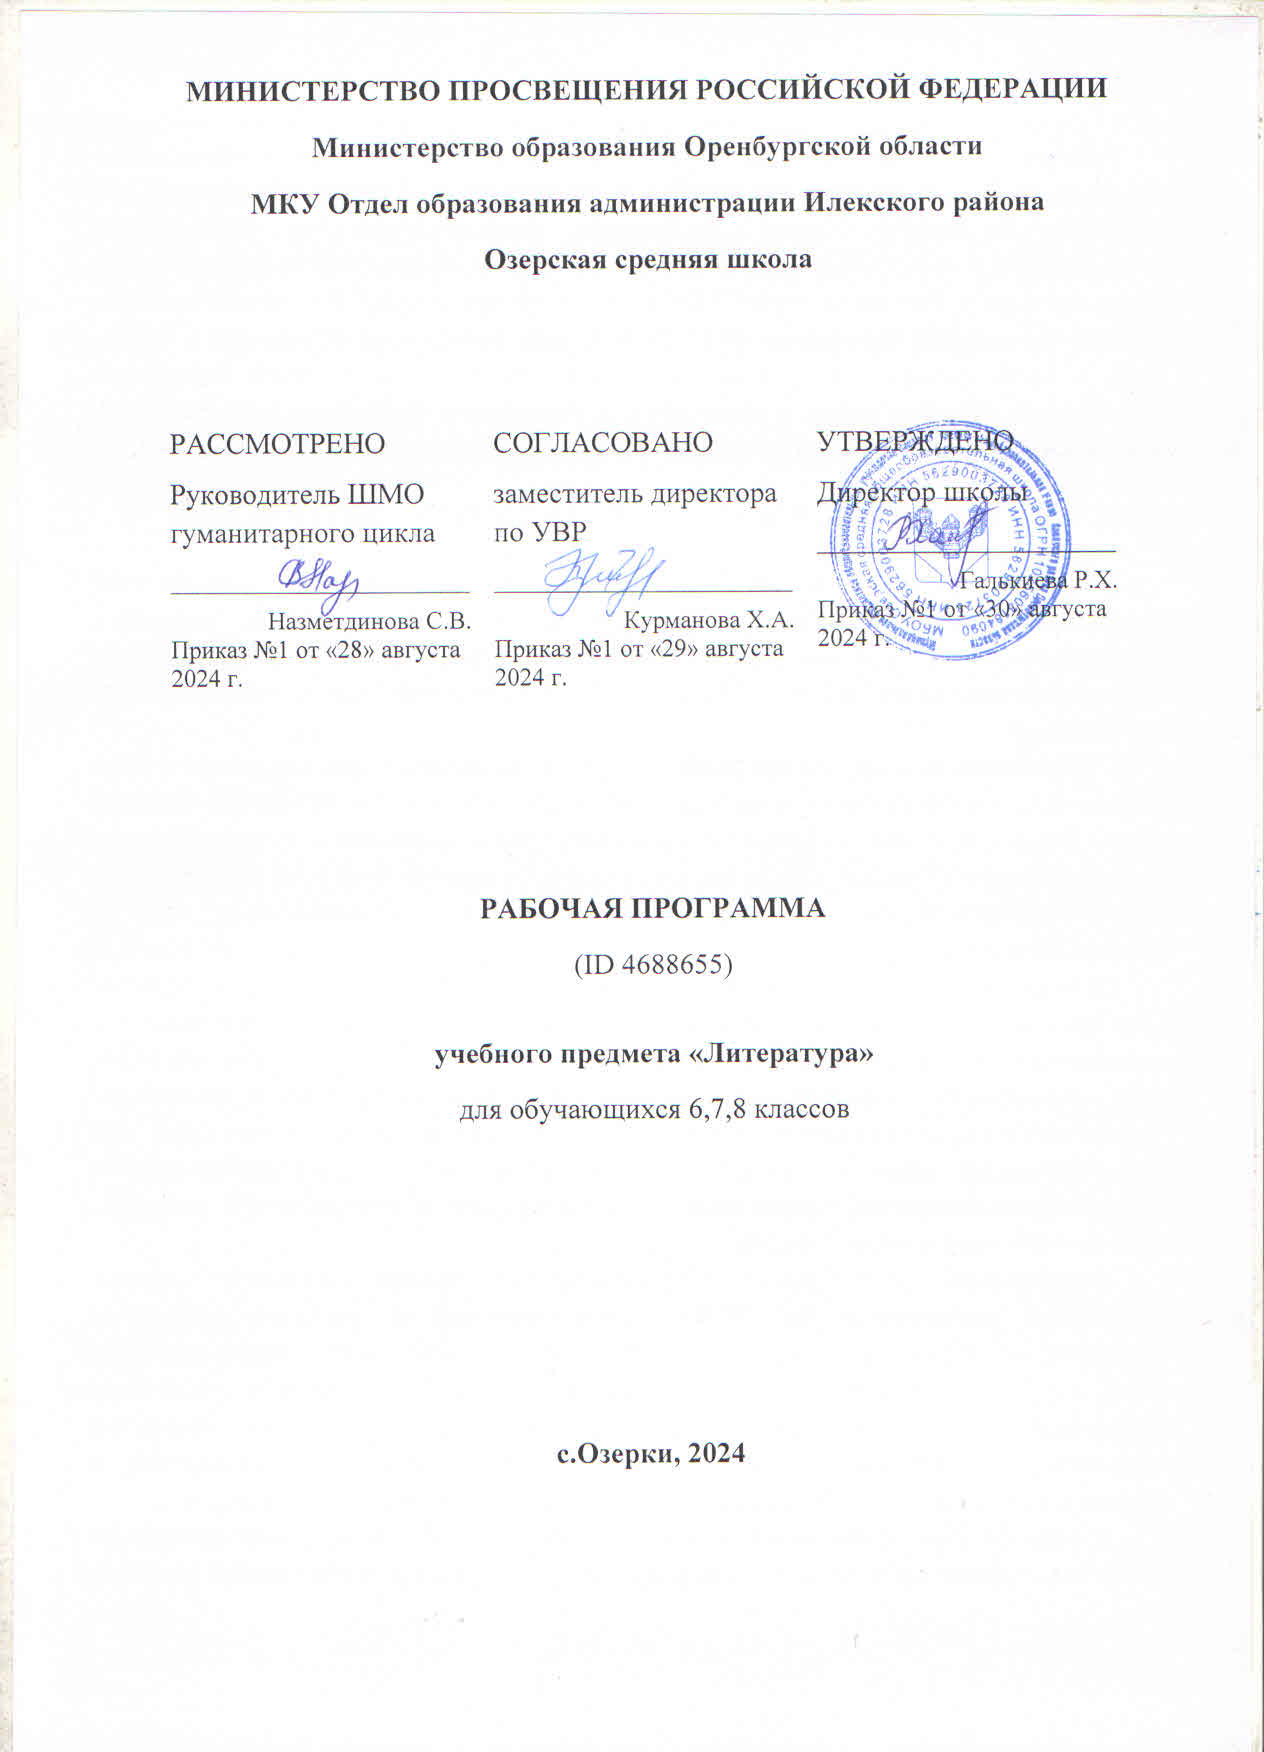 МИНИСТЕРСТВО ПРОСВЕЩЕНИЯ РОССИЙСКОЙ ФЕДЕРАЦИИ
Министерство образования Оренбургской области
МКУ Отдел образования администрации Илекского района
Озерская средняя школа
РАССМОТРЕНО
Руководитель ШМО
гуманитарного цикла
Назметдинова С.В.
Приказ №1 от «28» августа
2024 г.
СОГЛАСОВАНО
заместитель директора
по УВР
Курманова Х.А.
Приказ №1 от «29» августа
2024 г.
УТВЕРЖДЕНО
Директор школы
Галькиева Р.Х.
Приказ №1 от «30» августа
2024 г.
РАБОЧАЯ ПРОГРАММА
(ID 4688655)
учебного предмета «Литература»
для обучающихся 6,7,8 классов
с.Озерки, 2024